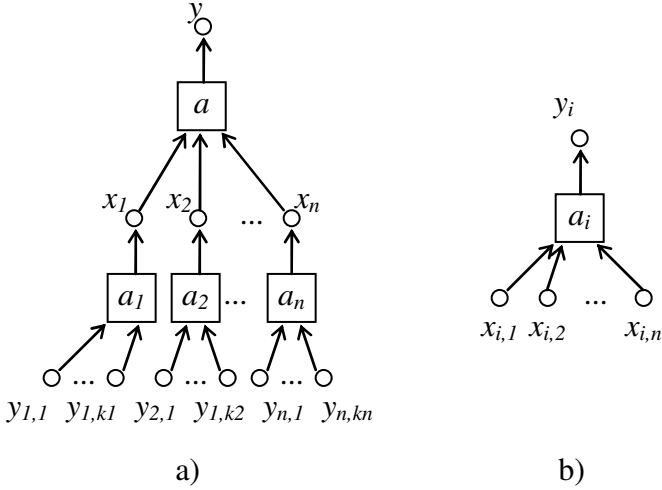 y
a
x1 x2 ... xn
a1 a2 ... an
... ... ...
y1,1 y1,k1 y2,1 y1,k2 yn,1 yn,kn
a)
yi
ai
...
xi,1 xi,2 xi,n
b)